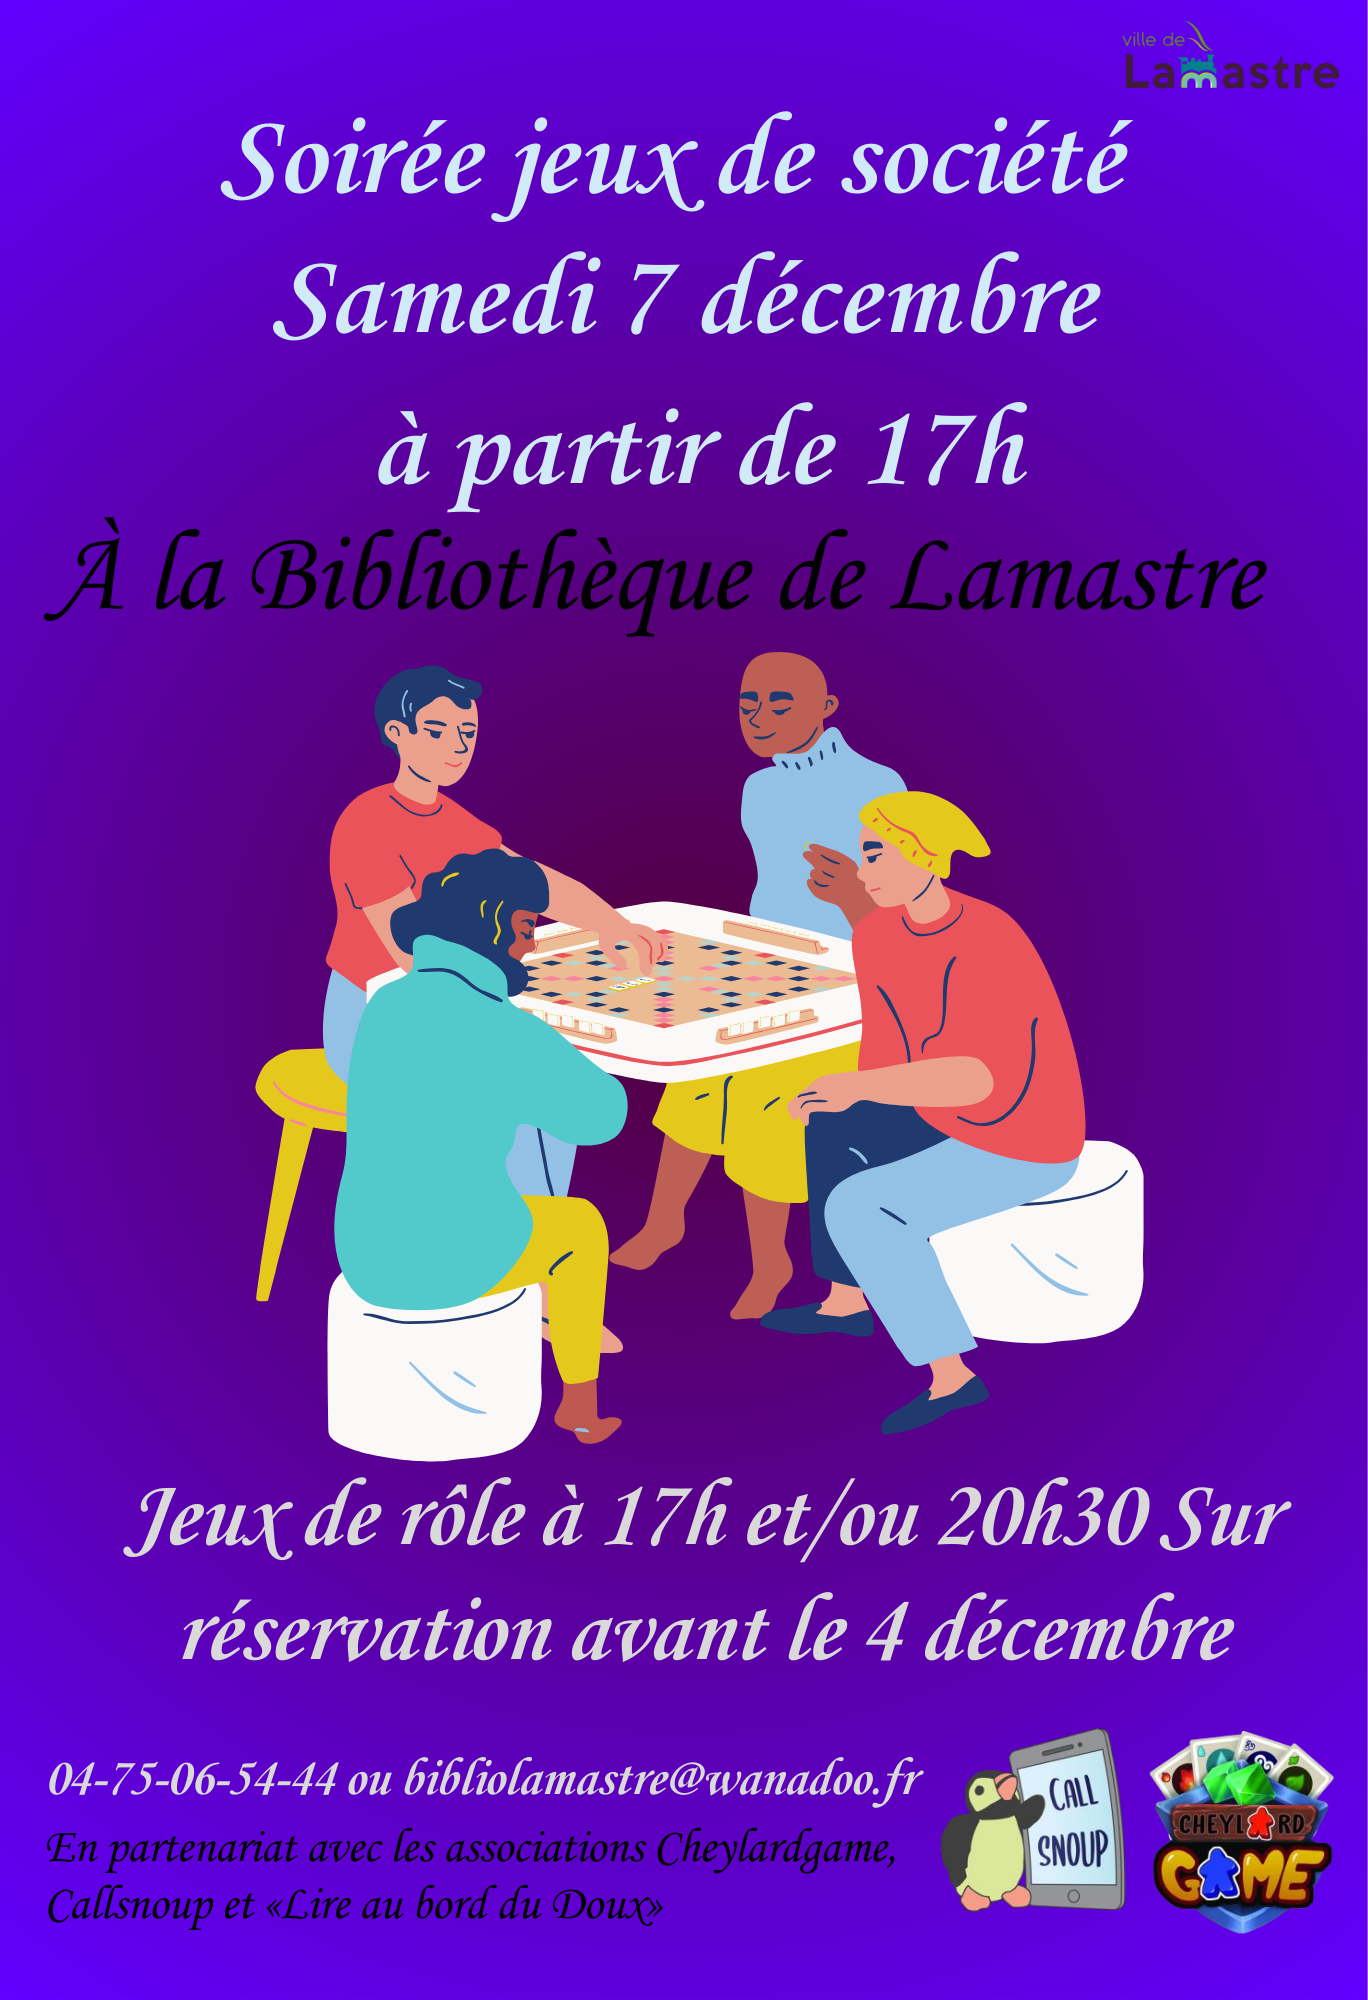 ville de
Lamastre
Soirée jeux de société
Samedi 7 décembre
à partir de 17h
À la Bibliothèque de Lamastre
Jeux de rôle à 17h et/ou 20h30 Sur
réservation avant le 4 décembre
04-75-06-54-44 ou bibliolamastre@wanadoo.fr
En partenariat avec les associations Cheylardgame,
Callsnoup et «Lire au bord du Doux»
CALL
SNOUP
CHEYLARD
GAME